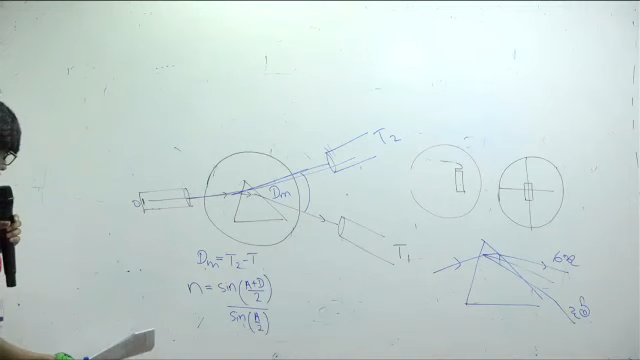 T2
Dm
T1
Dm = T2 - T
n = sin(A+D/2)
sin(A/2)